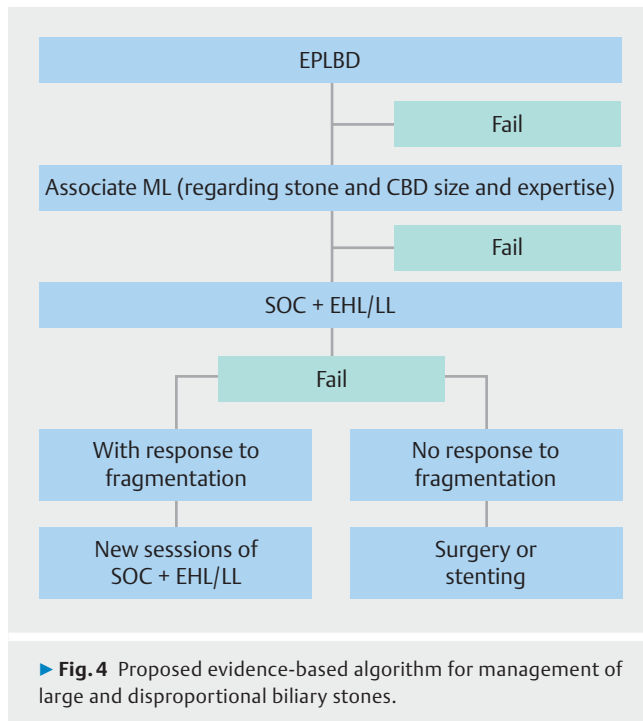 EPLBD
Fail
Associate ML (regarding stone and CBD size and expertise)
Fail
SOC + EHL/LL
Fail
With response to
fragmentation
No response to
fragmentation
New sesssions of
SOC + EHL/LL
Surgery or
stenting
▶ Fig. 4 Proposed evidence-based algorithm for management of
large and disproportional biliary stones.